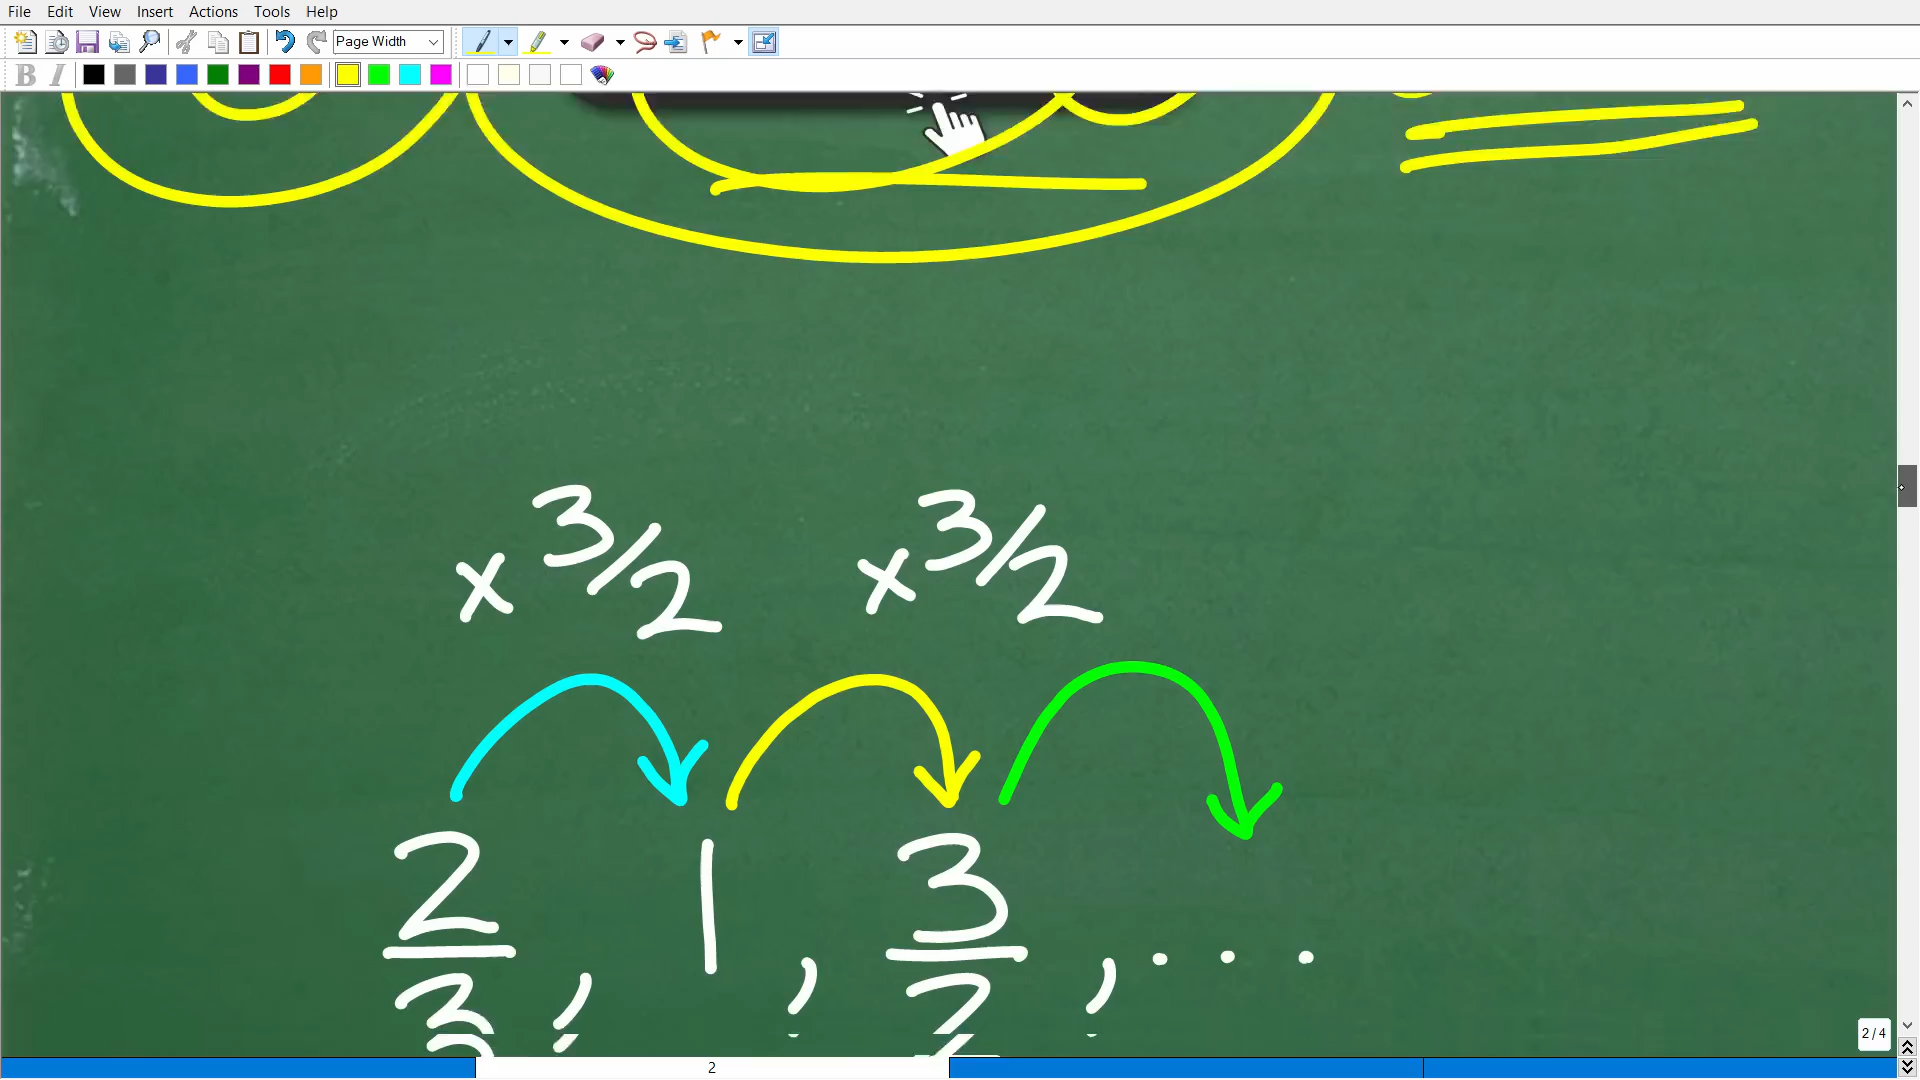 File Edit View Insert Actions Tools Help
Page Width
B I
× 3/2 × 3/2
2/3, 1, 3/2, . . .
2 / 4
2